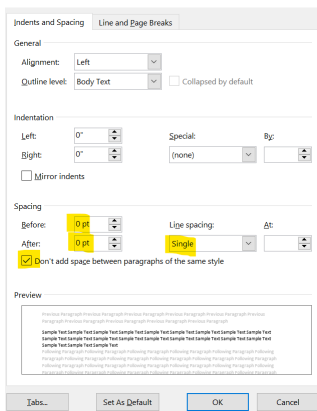 Indents and Spacing Line and Page Breaks
General
Alignment: Left
Outline level: Body Text Collapsed by default
Indentation
Left: 0" Special: By:
Right: 0" (none)
Mirror indents
Spacing
Before: 0 pt Line spacing: At:
After: 0 pt Single
Don't add space between paragraphs of the same style
Preview
Previous Paragraph Previous Paragraph Previous Paragraph Previous Paragraph Previous
Paragraph Previous Paragraph Previous Paragraph Previous Paragraph
Sample Text Sample Text Sample Text Sample Text Sample Text Sample Text Sample Text
Sample Text Sample Text Sample Text Sample Text Sample Text Sample Text Sample Text
Sample Text Sample Text Sample Text
Following Paragraph Following Paragraph Following Paragraph Following Paragraph Following
Paragraph Following Paragraph Following Paragraph Following Paragraph Following
Paragraph Following Paragraph Following Paragraph Following Paragraph Following
Tabs... Set As Default OK Cancel